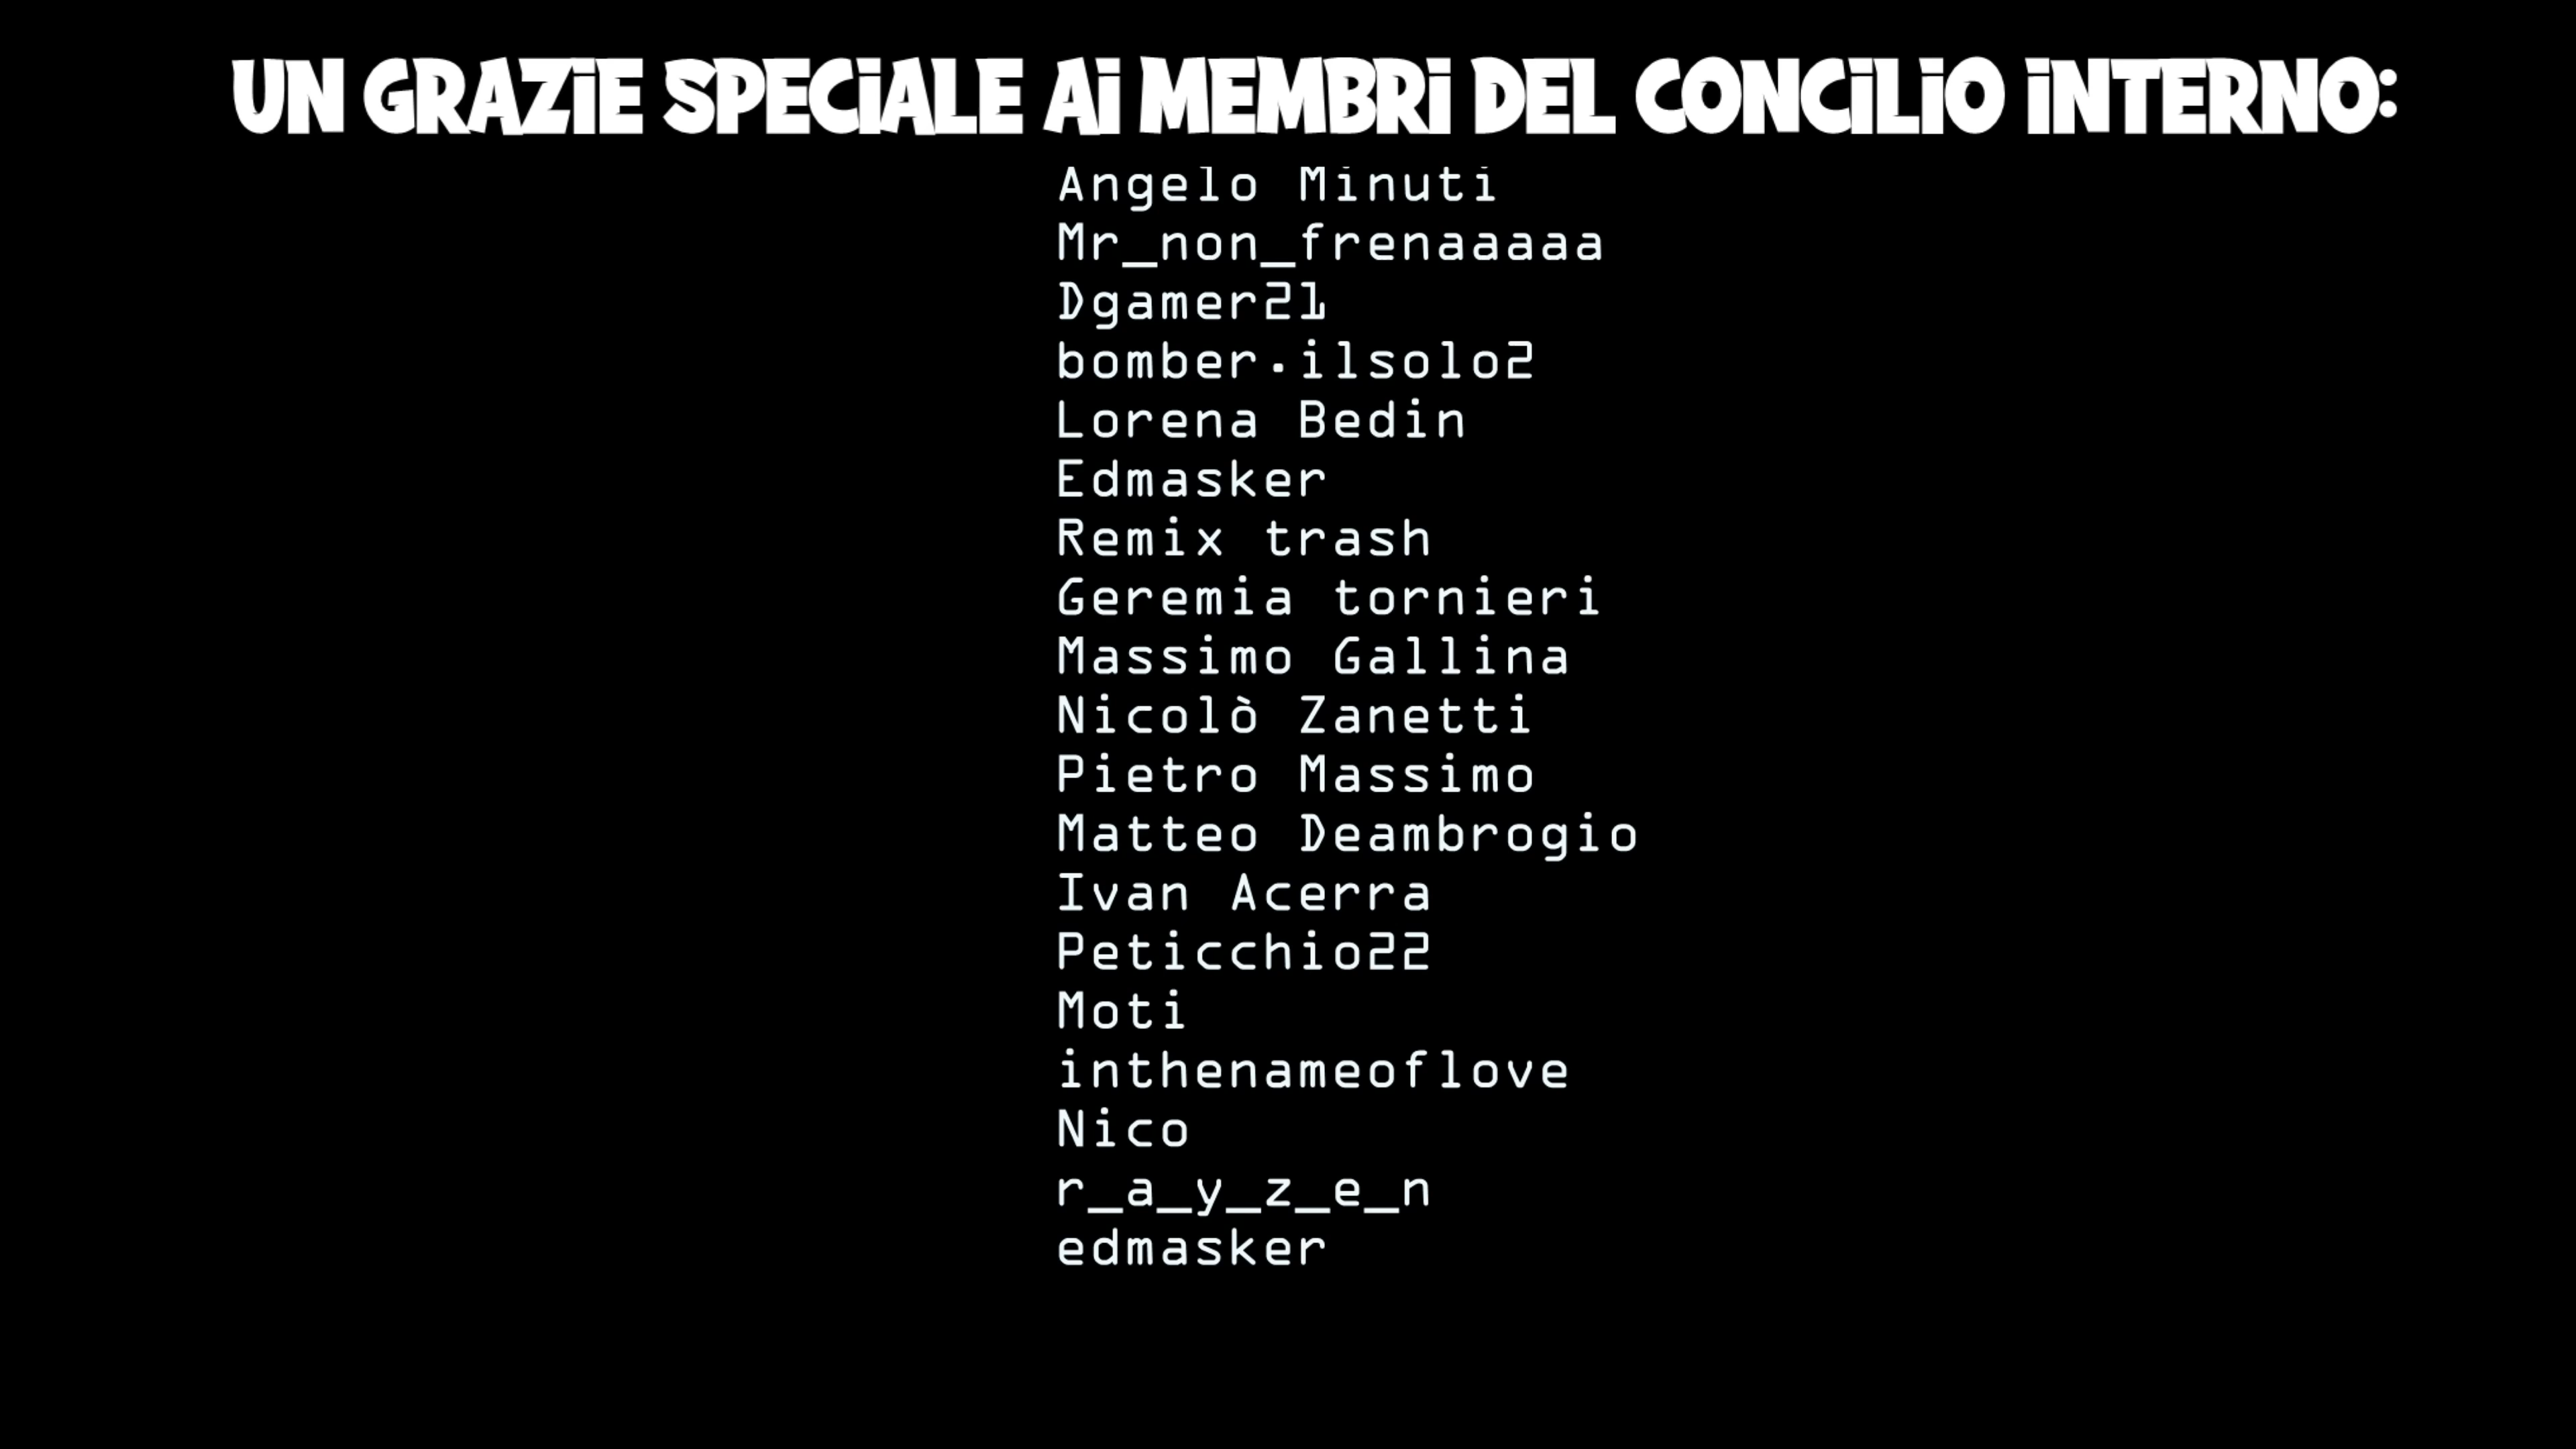 UN GRAZiE SPECiALE Ai MEMBRi DEL CONCiLiO iNTERNO:
Angelo Minuti
Mr_non_frenaaaaa
Dgamer21
bomber.ilsolo2
Lorena Bedin
Edmasker
Remix trash
Geremia tornieri
Massimo Gallina
Nicolò Zanetti
Pietro Massimo
Matteo Deambrogio
Ivan Acerra
Peticchio22
Moti
inthenameoflove
Nico
r_a_y_z_e_n
edmasker